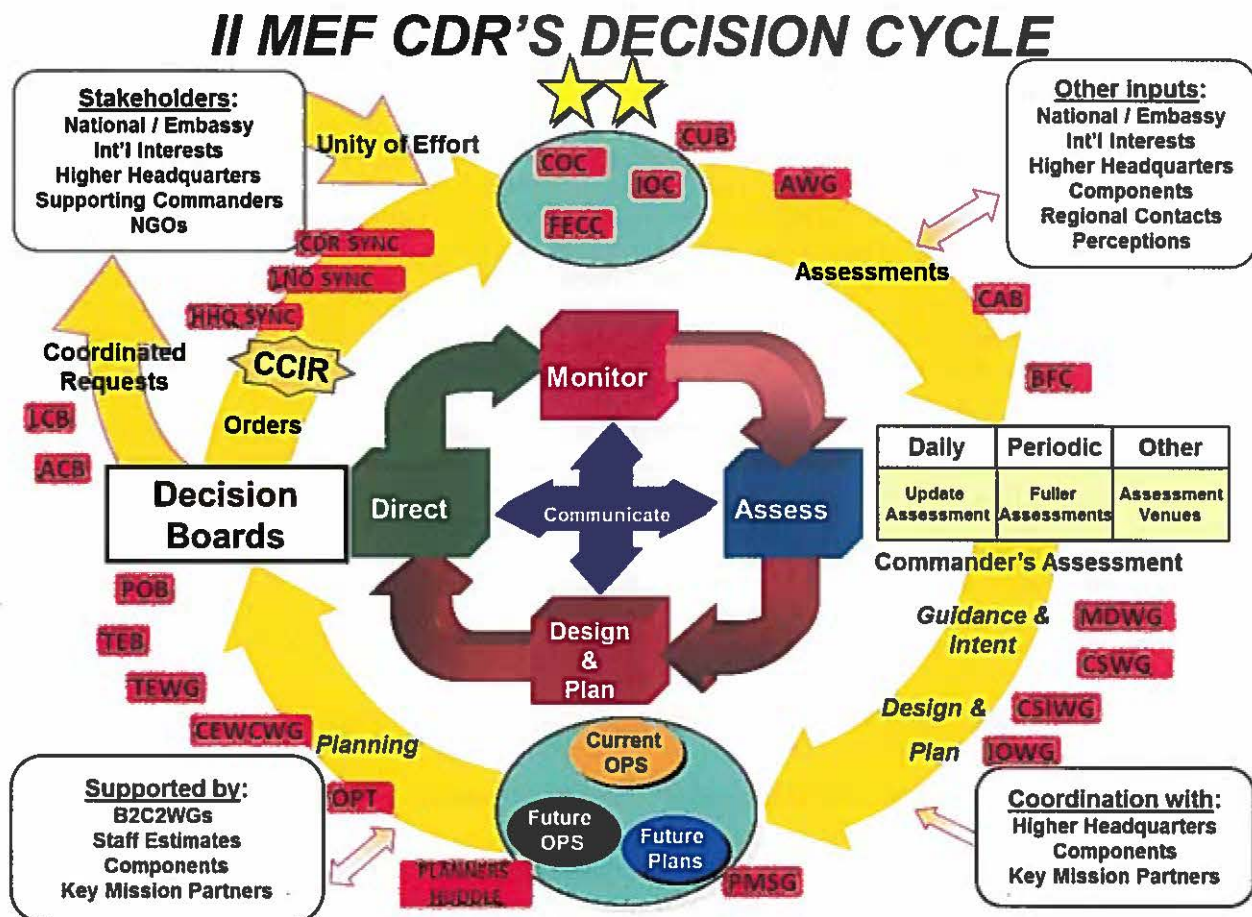 II MEF CDR'S DECISION CYCLE
Stakeholders:
National / Embassy
Int'l Interests
Higher Headquarters
Supporting Commanders
NGOs
Unity of Effort
COC
IOC
FECC
CUB
AWG
Assessments
Other inputs:
National / Embassy
Int'l Interests
Higher Headquarters
Components
Regional Contacts
Perceptions
CAB
BFC
CDR SYNC
LNO SYNC
HHQ SYNC
CCIR
Orders
Coordinated
Requests
LCB
ACB
Decision
Boards
Monitor
Direct
Communicate
Assess
Design
&
Plan
Daily Periodic Other
Update Fuller Assessment
Assessment Assessments Venues
Commander's Assessment
Guidance &
Intent
MDWG
CSWG
Design &
Plan
CSIWG
IOWG
POB
TEB
TEWG
CEWCWG
Planning
OPT
PLANNERS
HUDDLE
Current
OPS
Future
OPS
Future
Plans
PMSG
Supported by:
B2C2WGs
Staff Estimates
Components
Key Mission Partners
Coordination with:
Higher Headquarters
Components
Key Mission Partners